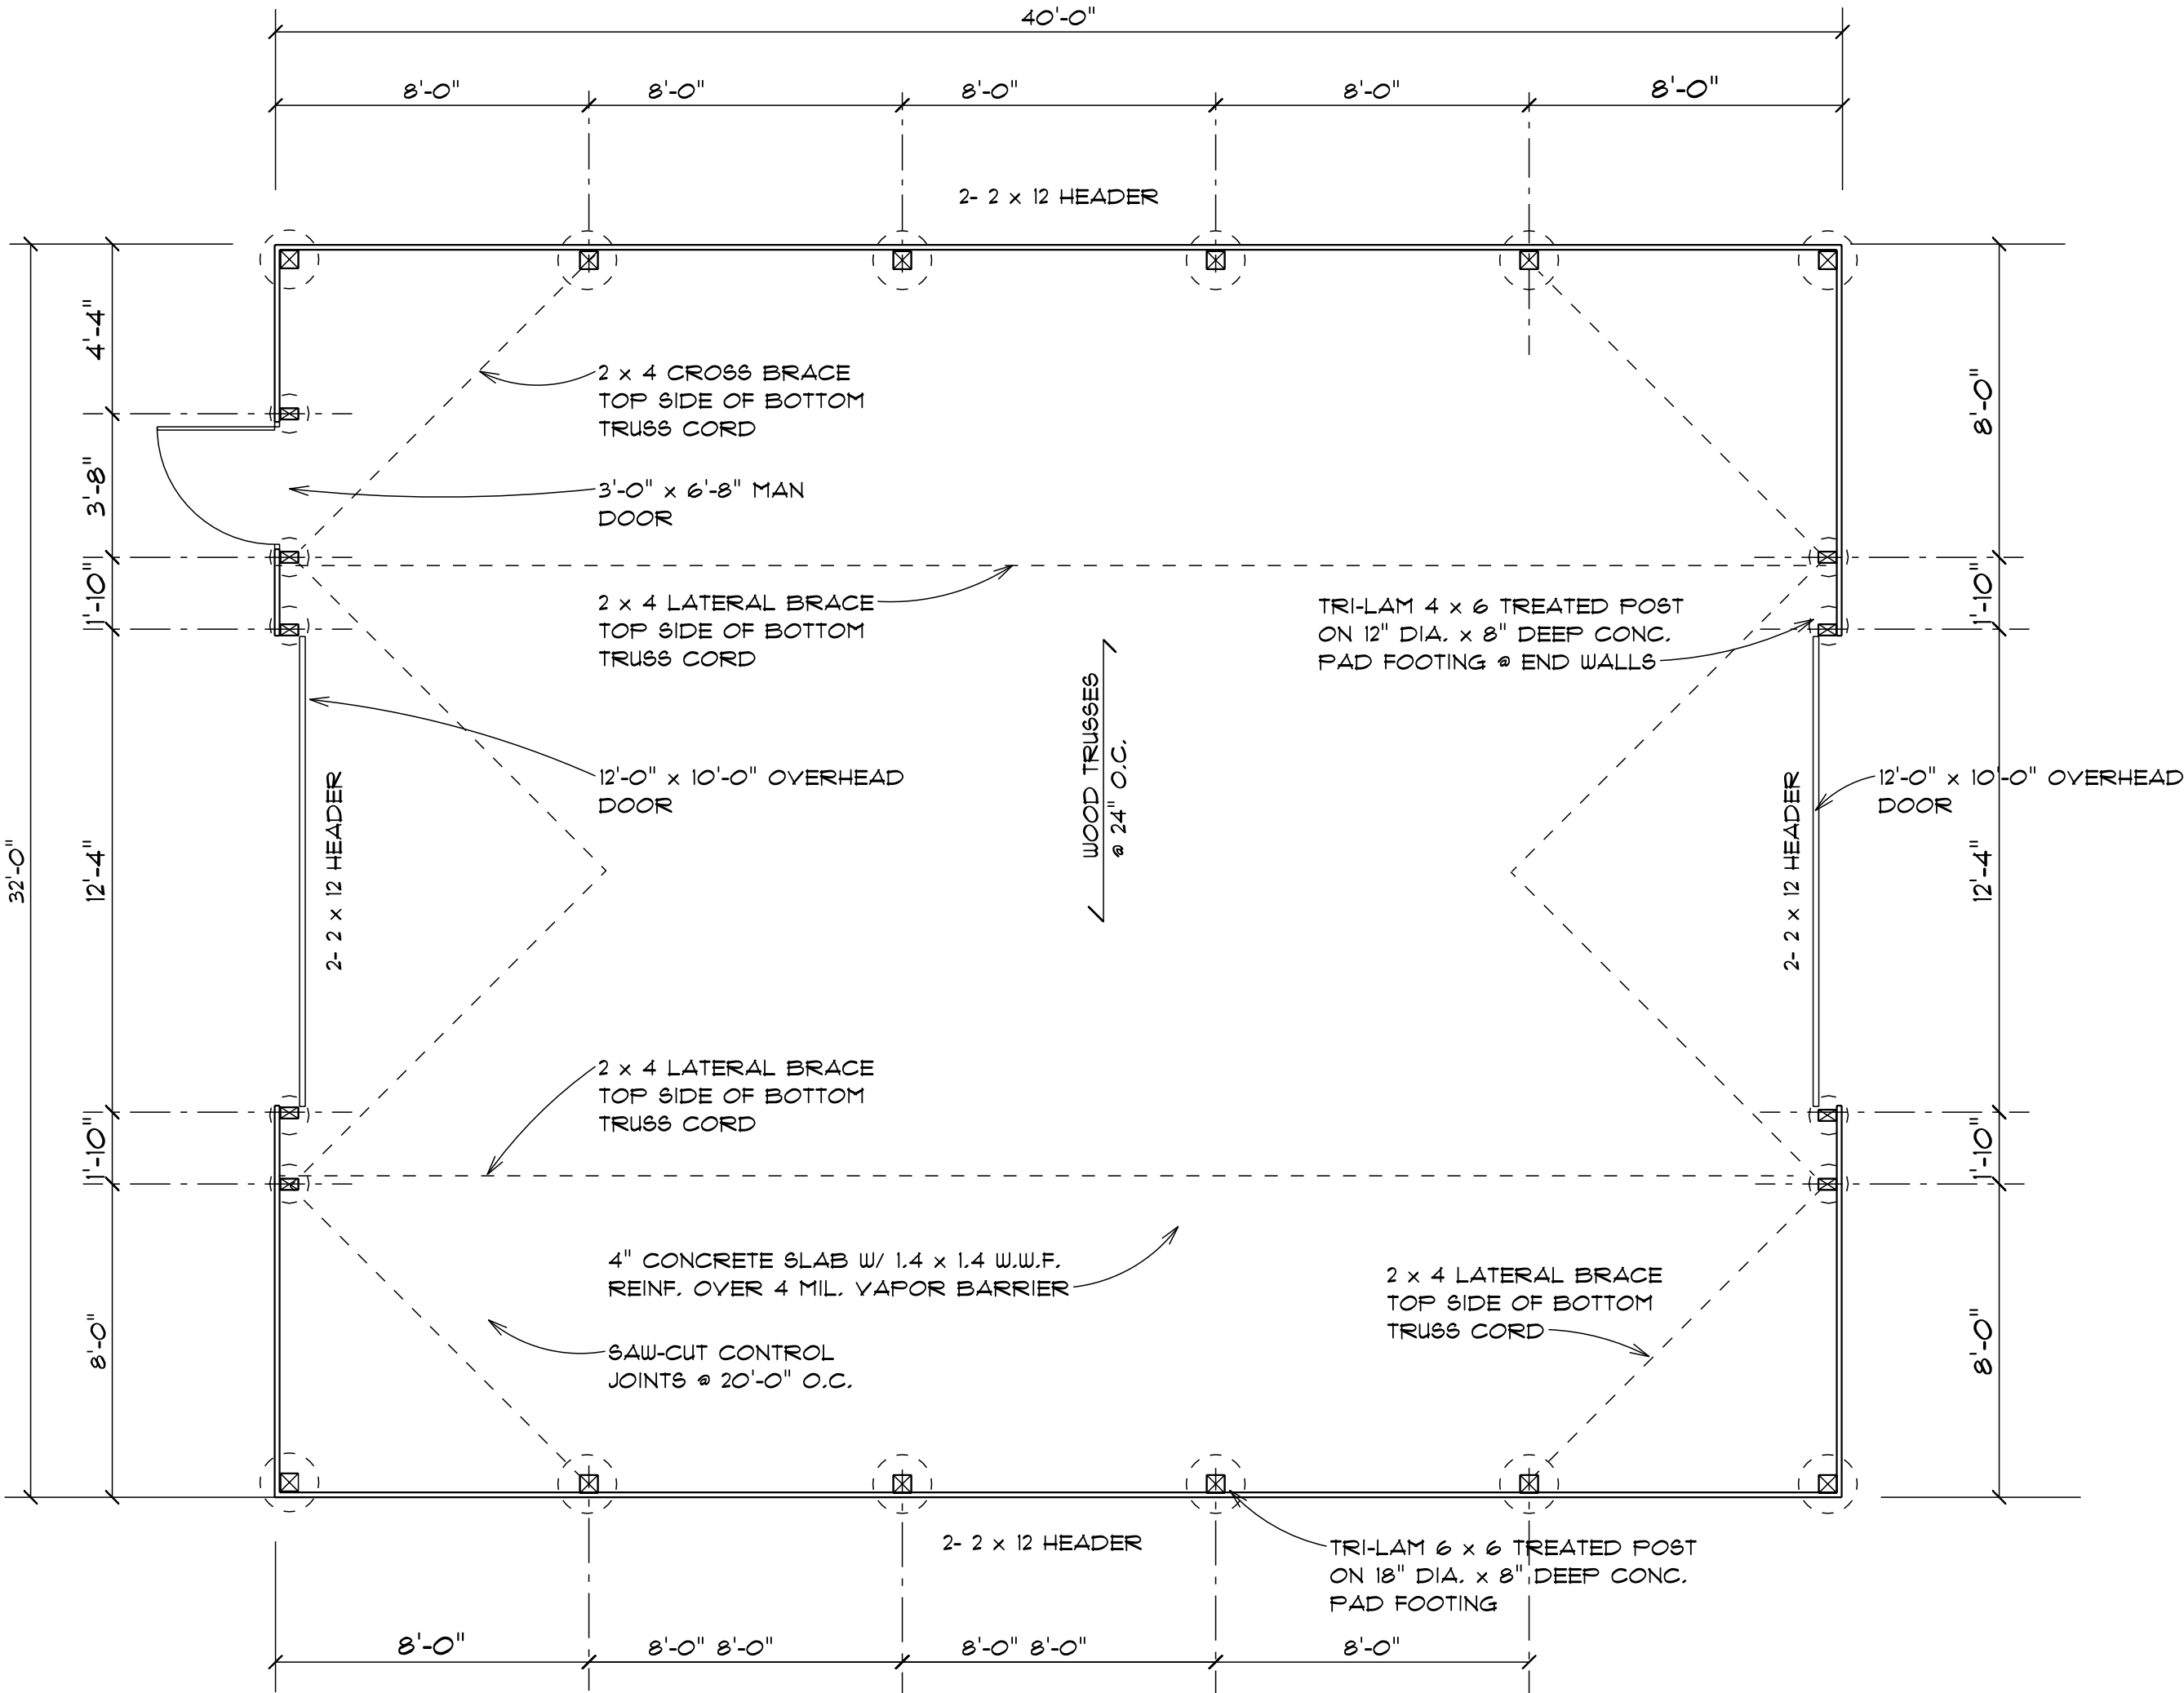 40'-0"
8'-0" 8'-0" 8'-0" 8'-0" 8'-0"
2- 2 x 12 HEADER
4'-4"
3'-8"
1'-10"
12'-4"
1'-10"
8'-0"
32'-0"
2 x 4 CROSS BRACE
TOP SIDE OF BOTTOM
TRUSS CORD
3'-0" x 6'-8" MAN
DOOR
2 x 4 LATERAL BRACE
TOP SIDE OF BOTTOM
TRUSS CORD
TRI-LAM 4 x 6 TREATED POST
ON 12" DIA. x 8" DEEP CONC.
PAD FOOTING @ END WALLS
12'-0" x 10'-0" OVERHEAD
DOOR
2- 2 x 12 HEADER
WOOD TRUSSES
@ 24" O.C.
2- 2 x 12 HEADER
12'-0" x 10'-0" OVERHEAD
DOOR
8'-0"
1'-10"
12'-4"
1'-10"
8'-0"
2 x 4 LATERAL BRACE
TOP SIDE OF BOTTOM
TRUSS CORD
4" CONCRETE SLAB W/ 1.4 x 1.4 W.W.F.
REINF. OVER 4 MIL. VAPOR BARRIER
SAW-CUT CONTROL
JOINTS @ 20'-0" O.C.
2 x 4 LATERAL BRACE
TOP SIDE OF BOTTOM
TRUSS CORD
2- 2 x 12 HEADER
TRI-LAM 6 x 6 TREATED POST
ON 18" DIA. x 8" DEEP CONC.
PAD FOOTING
8'-0" 8'-0" 8'-0" 8'-0" 8'-0" 8'-0"